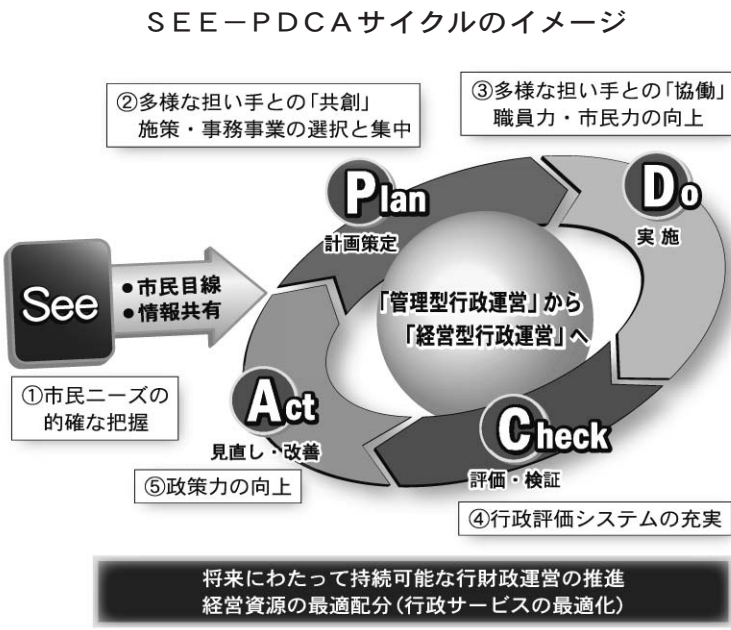 SEE－PDCAサイクルのイメージ
②多様な担い手との「共創」
施策・事務事業の選択と集中
③多様な担い手との「協働」
職員力・市民力の向上
Plan
計画策定
Do
実施
See
●市民目線
●情報共有
「管理型行政運営」から
「経営型行政運営」へ
①市民ニーズの
的確な把握
Act
見直し・改善
⑤政策力の向上
Check
評価・検証
④行政評価システムの充実
将来にわたって持続可能な行財政運営の推進
経営資源の最適配分（行政サービスの最適化）